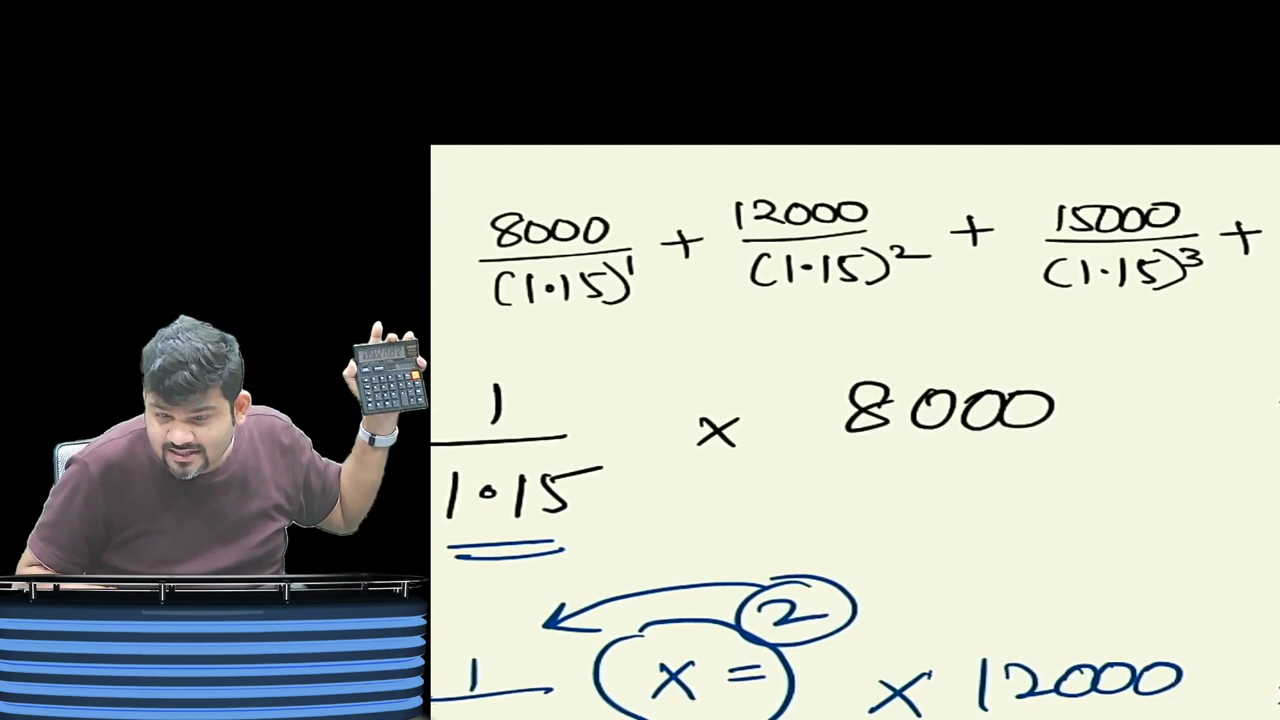 8000/(1.15)¹ + 12000/(1.15)² + 15000/(1.15)³ +
1/1.15 × 8000
2
1 × = × 12000